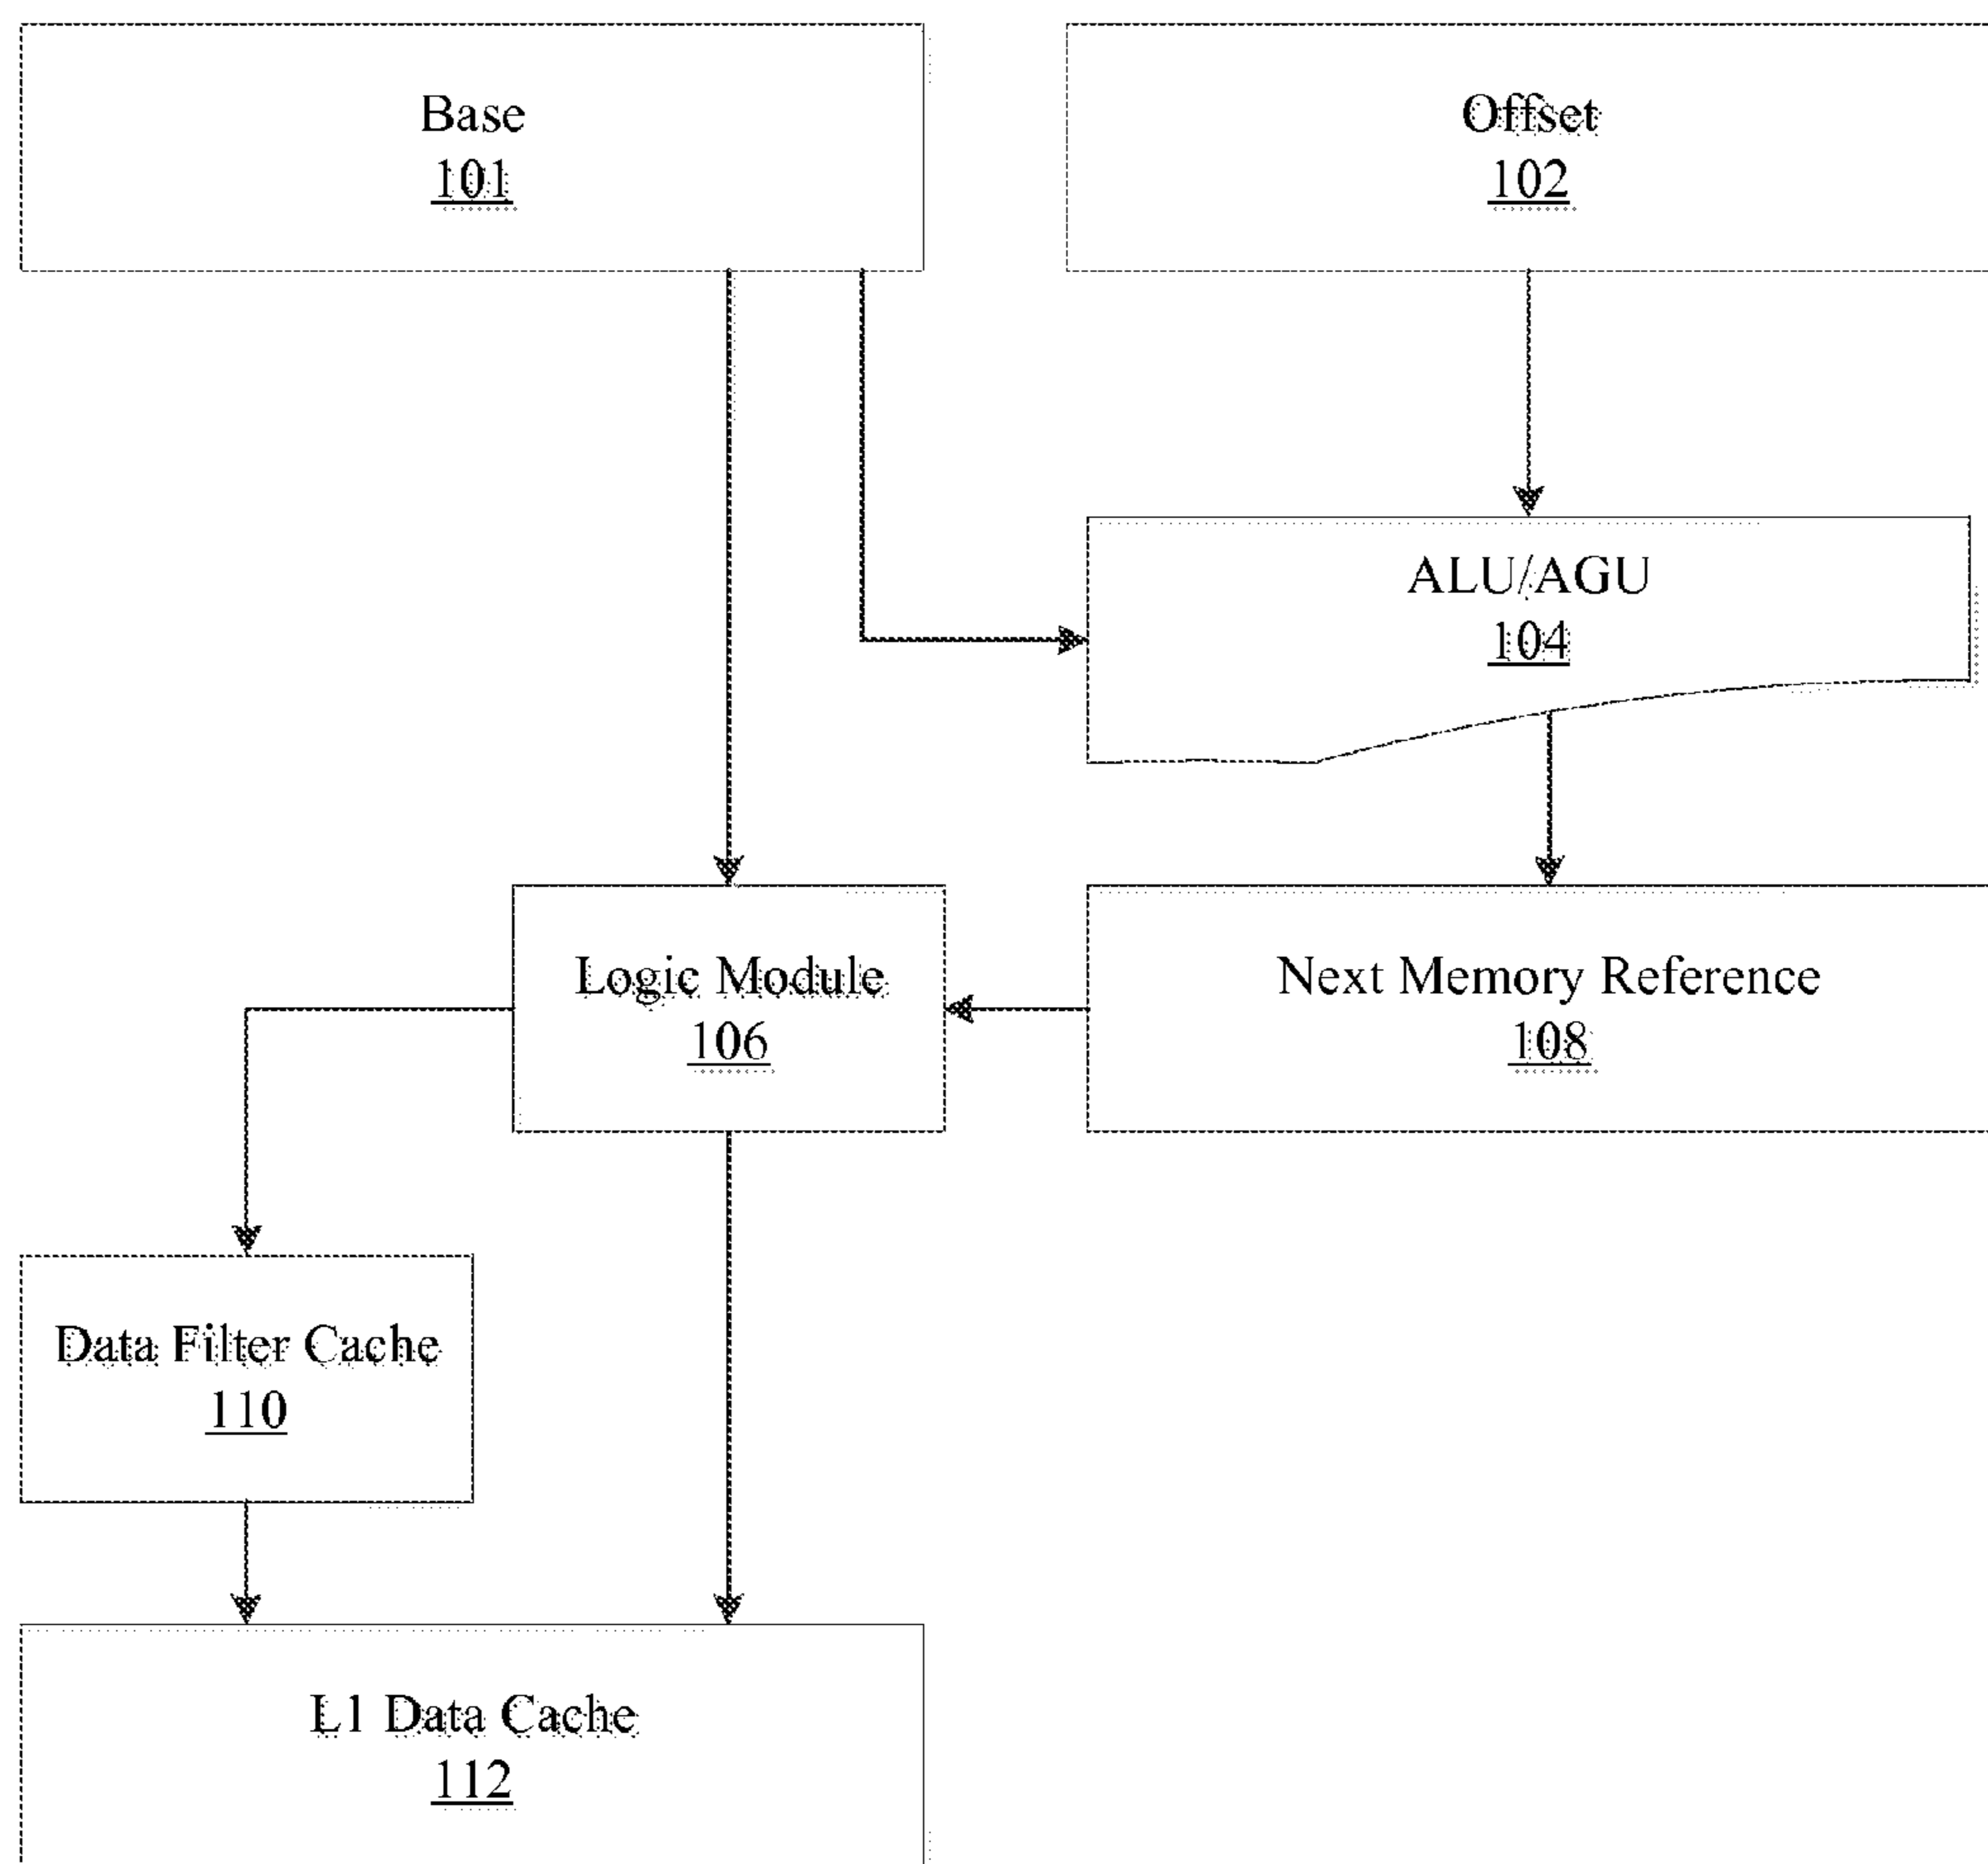 Base
101
Offset
102
ALU/AGU
104
Logic Module
106
Next Memory Reference
108
Data Filter Cache
110
L1 Data Cache
112